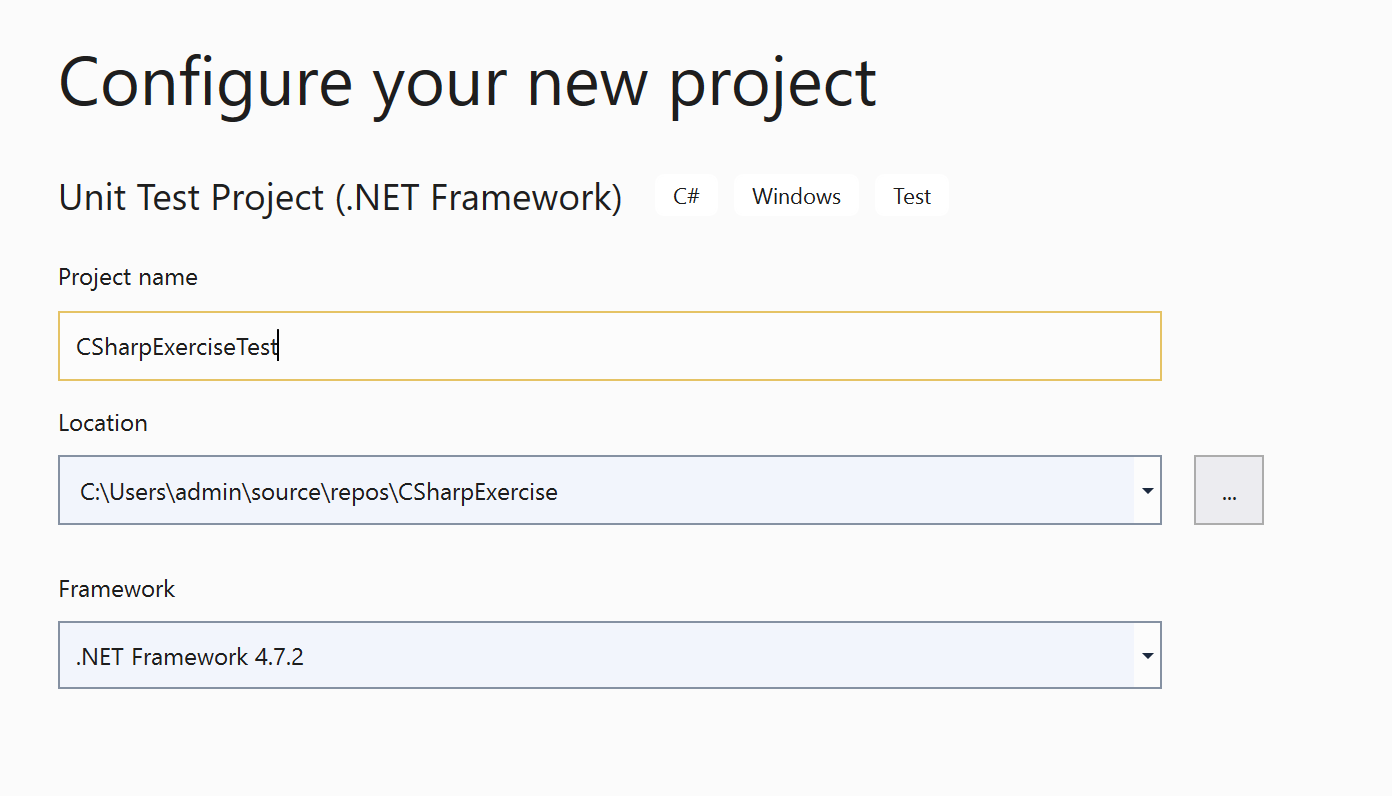 Configure your new project
Unit Test Project (.NET Framework) C# Windows Test
Project name
CSharpExerciseTest
Location
C:\Users\admin\source\repos\CSharpExercise
...
Framework
.NET Framework 4.7.2